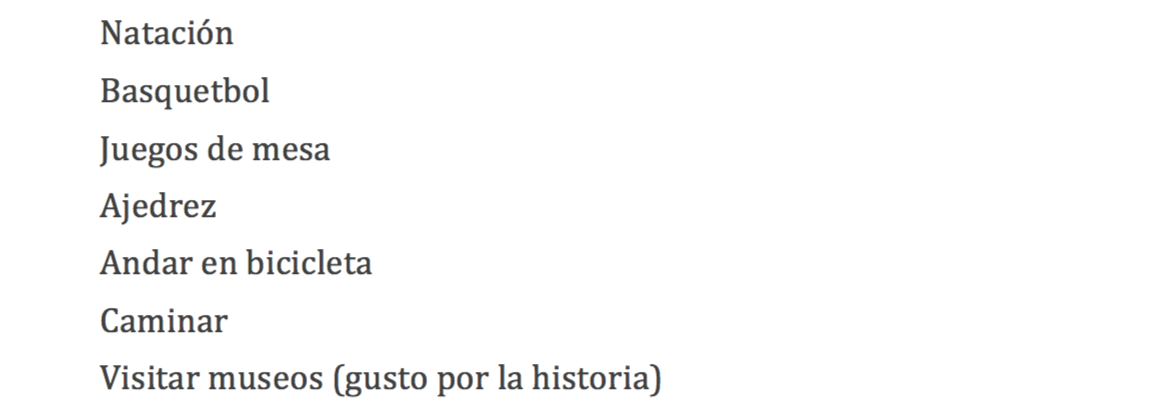 Natación
Basquetbol
Juegos de mesa
Ajedrez
Andar en bicicleta
Caminar
Visitar museos (gusto por la historia)